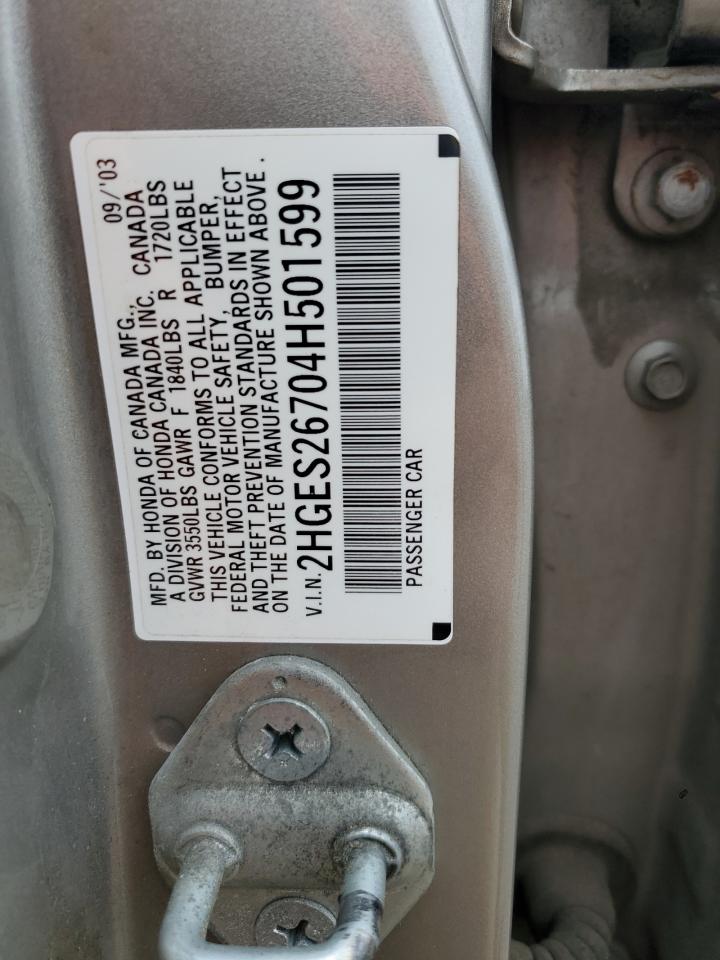 MFD. BY HONDA OF CANADA MFG., 09/'03
A DIVISION OF HONDA CANADA INC. CANADA
GVWR 3550LBS GAWR F 1840LBS R 1720LBS
THIS VEHICLE CONFORMS TO ALL APPLICABLE
FEDERAL MOTOR VEHICLE SAFETY, BUMPER,
AND THEFT PREVENTION STANDARDS IN EFFECT
ON THE DATE OF MANUFACTURE SHOWN ABOVE.
V.I.N. 2HGES26704H501599
PASSENGER CAR